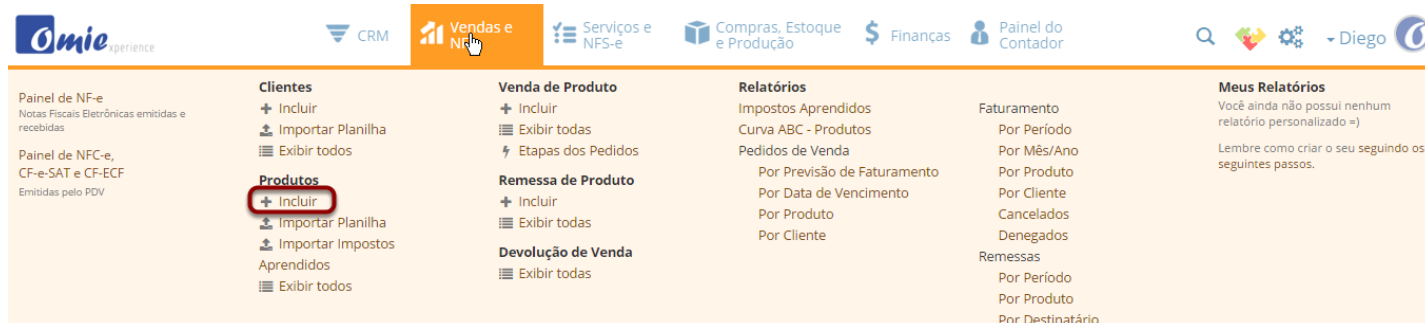 Omie xperience
CRM
Vendas e
NF
Serviços e
NFS-e
Compras, Estoque
e Produção
Finanças
Painel do
Contador
Diego
Painel de NF-e
Notas Fiscais Eletrônicas emitidas e
recebidas
Painel de NFC-e,
CF-e-SAT e CF-ECF
Emitidas pelo PDV
Clientes
Incluir
Importar Planilha
Exibir todos
Produtos
Incluir
Importar Planilha
Importar Impostos
Aprendidos
Exibir todos
Venda de Produto
Incluir
Exibir todas
Etapas dos Pedidos
Remessa de Produto
Incluir
Exibir todas
Devolução de Venda
Exibir todas
Relatórios
Impostos Aprendidos
Curva ABC - Produtos
Pedidos de Venda
Por Previsão de Faturamento
Por Data de Vencimento
Por Produto
Por Cliente
Faturamento
Por Período
Por Mês/Ano
Por Produto
Por Cliente
Cancelados
Denegados
Remessas
Por Período
Por Produto
Por Destinatário
Meus Relatórios
Você ainda não possui nenhum
relatório personalizado =)
Lembre como criar o seu seguindo os
seguintes passos.